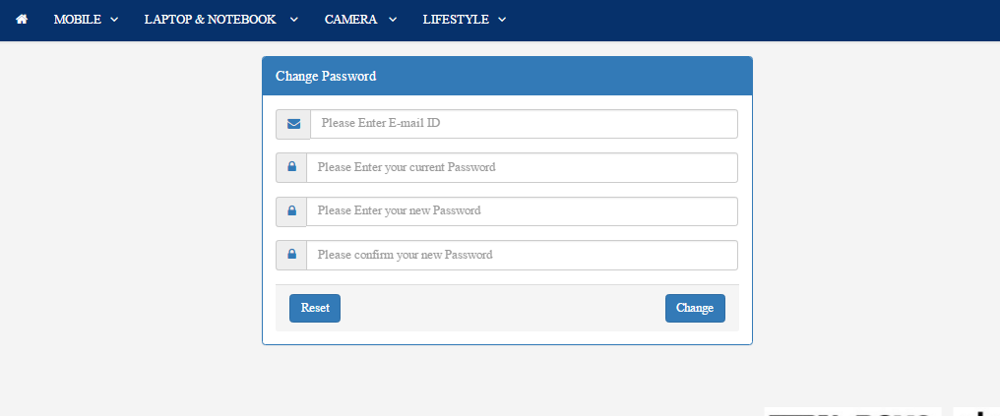 MOBILE LAPTOP & NOTEBOOK CAMERA LIFESTYLE
Change Password
Please Enter E-mail ID
Please Enter your current Password
Please Enter your new Password
Please confirm your new Password
Reset Change